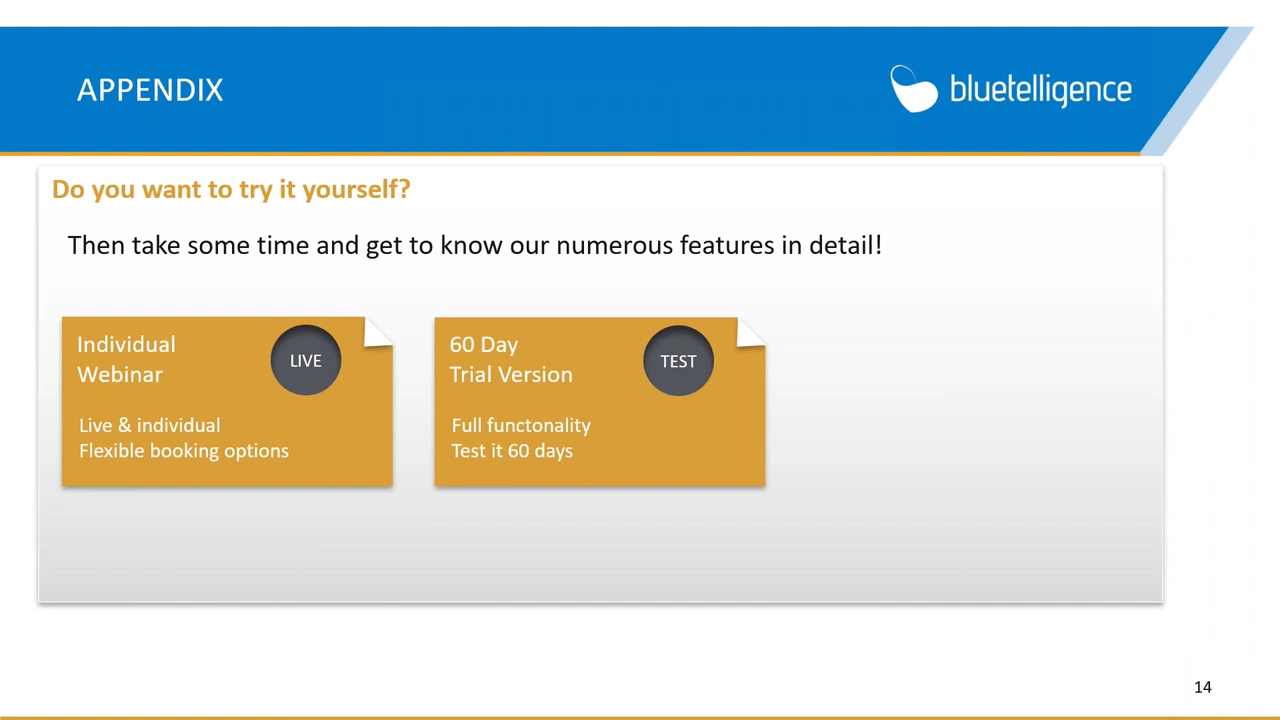 APPENDIX
bluetelligence
Do you want to try it yourself?
Then take some time and get to know our numerous features in detail!
Individual
Webinar
LIVE
Live & individual
Flexible booking options
60 Day
Trial Version
TEST
Full functonality
Test it 60 days
14